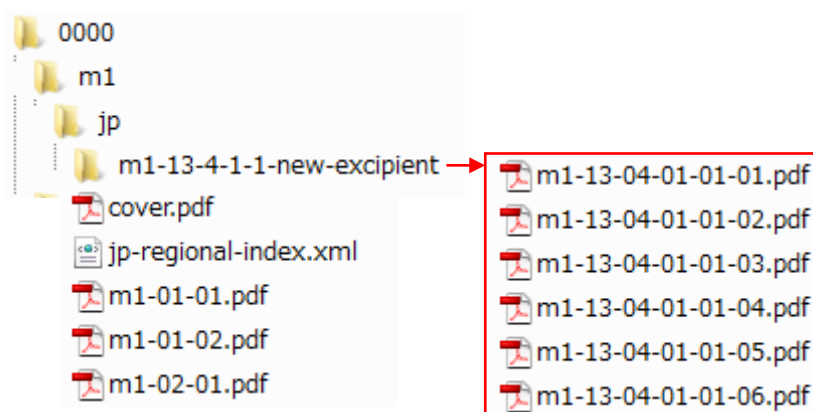 0000
m1
jp
m1-13-4-1-1-new-excipient
cover.pdf
jp-regional-index.xml
m1-01-01.pdf
m1-01-02.pdf
m1-02-01.pdf
m1-13-04-01-01-01.pdf
m1-13-04-01-01-02.pdf
m1-13-04-01-01-03.pdf
m1-13-04-01-01-04.pdf
m1-13-04-01-01-05.pdf
m1-13-04-01-01-06.pdf